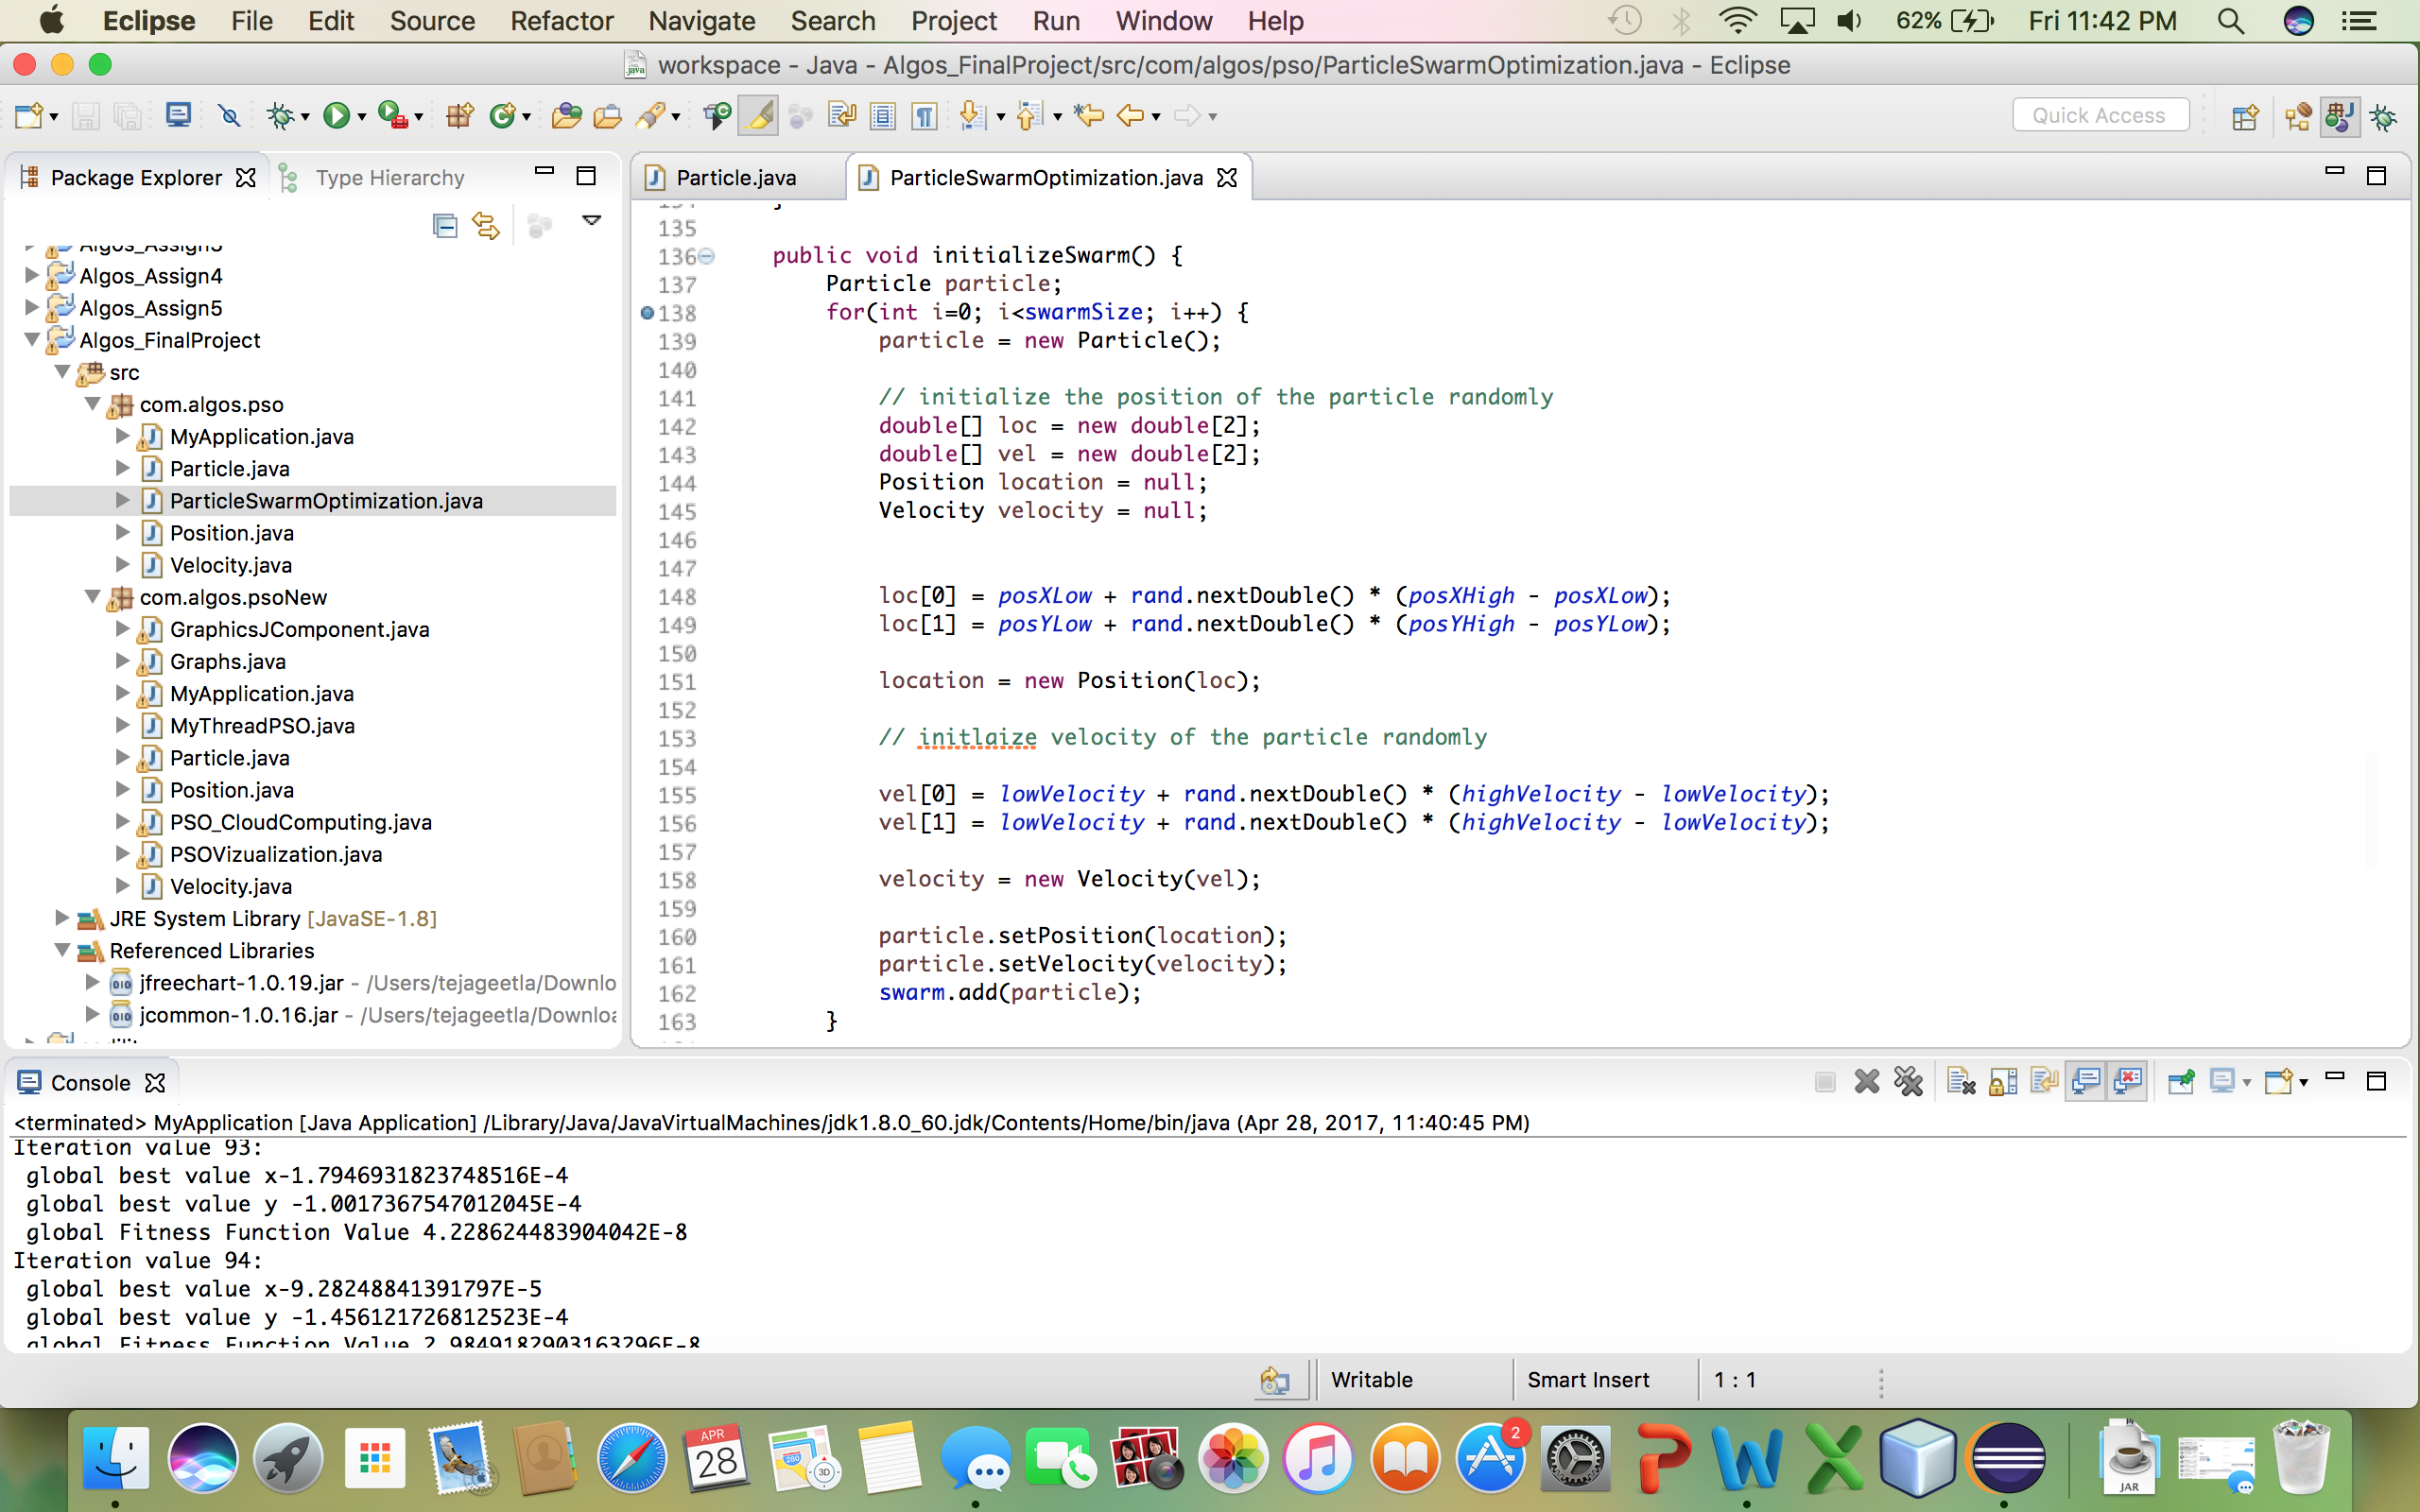 Eclipse File Edit Source Refactor Navigate Search Project Run Window Help 62% Fri 11:42 PM
workspace - Java - Algos_FinalProject/src/com/algos/pso/ParticleSwarmOptimization.java - Eclipse
Quick Access
Package Explorer Type Hierarchy
Algos_Assign3
Algos_Assign4
Algos_Assign5
Algos_FinalProject
src
com.algos.pso
MyApplication.java
Particle.java
ParticleSwarmOptimization.java
Position.java
Velocity.java
com.algos.psoNew
GraphicsJComponent.java
Graphs.java
MyApplication.java
MyThreadPSO.java
Particle.java
Position.java
PSO_CloudComputing.java
PSOVizualization.java
Velocity.java
JRE System Library [JavaSE-1.8]
Referenced Libraries
jfreechart-1.0.19.jar - /Users/tejageetla/Downlo
jcommon-1.0.16.jar - /Users/tejageetla/Downloa
Particle.java ParticleSwarmOptimization.java
134 }
135
136 public void initializeSwarm() {
137 Particle particle;
138 for(int i=0; i<swarmSize; i++) {
139 particle = new Particle();
140
141 // initialize the position of the particle randomly
142 double[] loc = new double[2];
143 double[] vel = new double[2];
144 Position location = null;
145 Velocity velocity = null;
146
147
148 loc[0] = posXLow + rand.nextDouble() * (posXHigh - posXLow);
149 loc[1] = posYLow + rand.nextDouble() * (posYHigh - posYLow);
150
151 location = new Position(loc);
152
153 // initlaize velocity of the particle randomly
154
155 vel[0] = lowVelocity + rand.nextDouble() * (highVelocity - lowVelocity);
156 vel[1] = lowVelocity + rand.nextDouble() * (highVelocity - lowVelocity);
157
158 velocity = new Velocity(vel);
159
160 particle.setPosition(location);
161 particle.setVelocity(velocity);
162 swarm.add(particle);
163 }
Console
<terminated> MyApplication [Java Application] /Library/Java/JavaVirtualMachines/jdk1.8.0_60.jdk/Contents/Home/bin/java (Apr 28, 2017, 11:40:45 PM)
Iteration value 93:
global best value x-1.7946931823748516E-4
global best value y -1.0017367547012045E-4
global Fitness Function Value 4.228624483904042E-8
Iteration value 94:
global best value x-9.28248841391797E-5
global best value y -1.456121726812523E-4
global Fitness Function Value 2.9849182903163296E-8
Writable Smart Insert 1 : 1
APR
28
280
3D
2
JAR